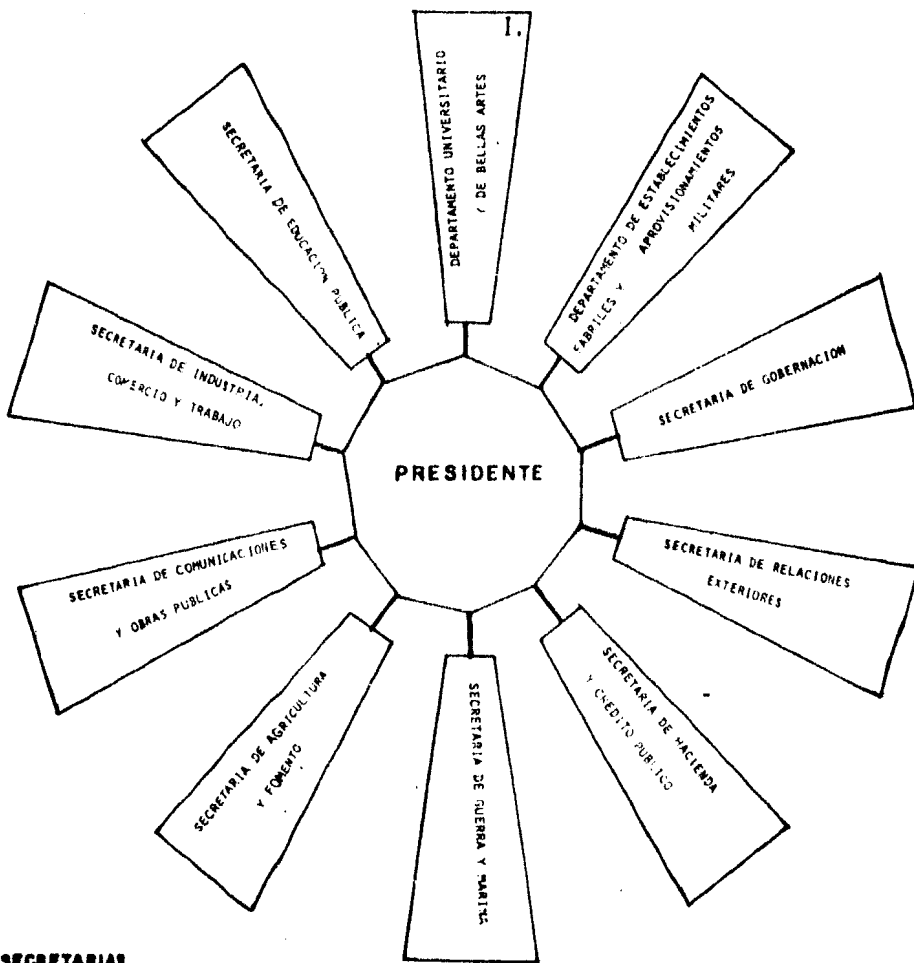 I.
DEPARTAMENTO UNIVERSITARIO
Y DE BELLAS ARTES
DEPARTAMENTO DE ESTABLECIMIENTOS
FABRILES Y APROVISIONAMIENTOS
MILITARES
SECRETARIA DE GOBERNACION
SECRETARIA DE RELACIONES
EXTERIORES
SECRETARIA DE HACIENDA
Y CREDITO PUBLICO
SECRETARIA DE GUERRA Y MARINA
SECRETARIA DE AGRICULTURA
Y FOMENTO
SECRETARIA DE COMUNICACIONES
Y OBRAS PUBLICAS
SECRETARIA DE INDUSTRIA,
COMERCIO Y TRABAJO
SECRETARIA DE EDUCACION PUBLICA
PRESIDENTE
SECRETARIAS